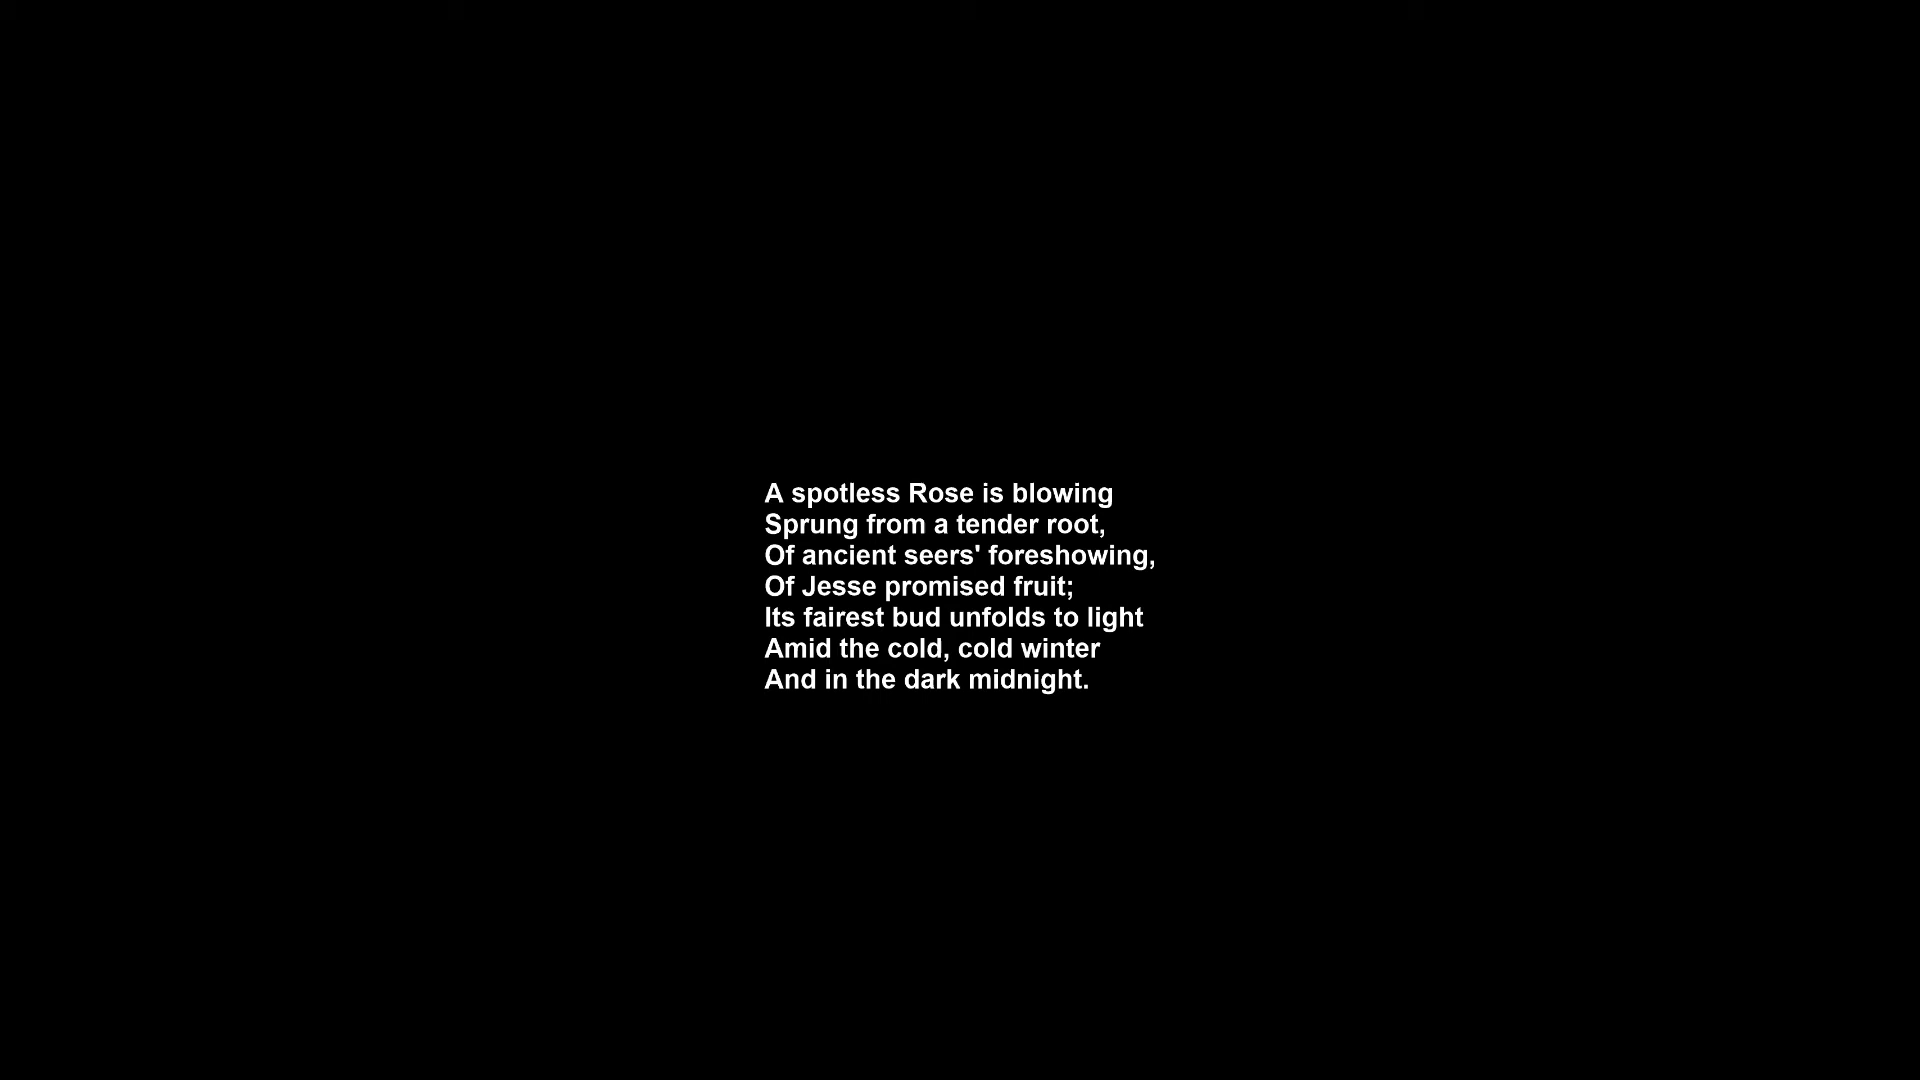 A spotless Rose is blowing
Sprung from a tender root,
Of ancient seers' foreshowing,
Of Jesse promised fruit;
Its fairest bud unfolds to light
Amid the cold, cold winter
And in the dark midnight.